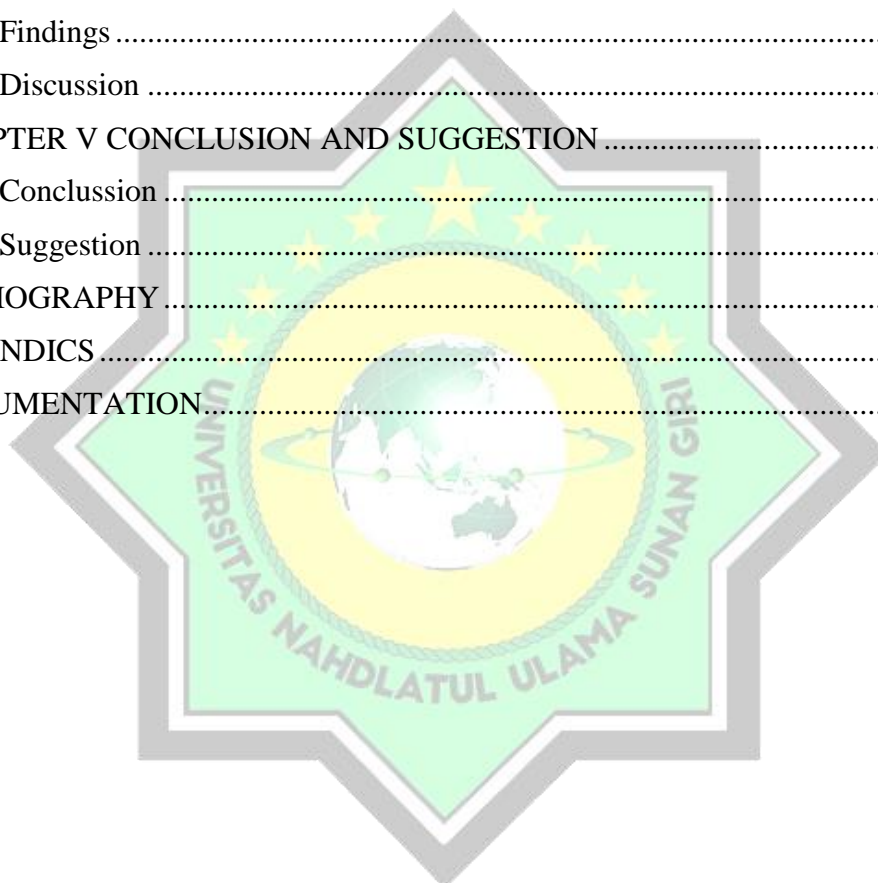 Findings ........................................................................................................
Discussion ....................................................................................................
PTER V CONCLUSION AND SUGGESTION ...................................
Conclussion ..................................................................................................
Suggestion ....................................................................................................
IOGRAPHY ..................................................................................................
NDICS ..........................................................................................................
UMENTATION.............................................................................................
UNIVERSITAS NAHDLATUL ULAMA SUNAN GIRI